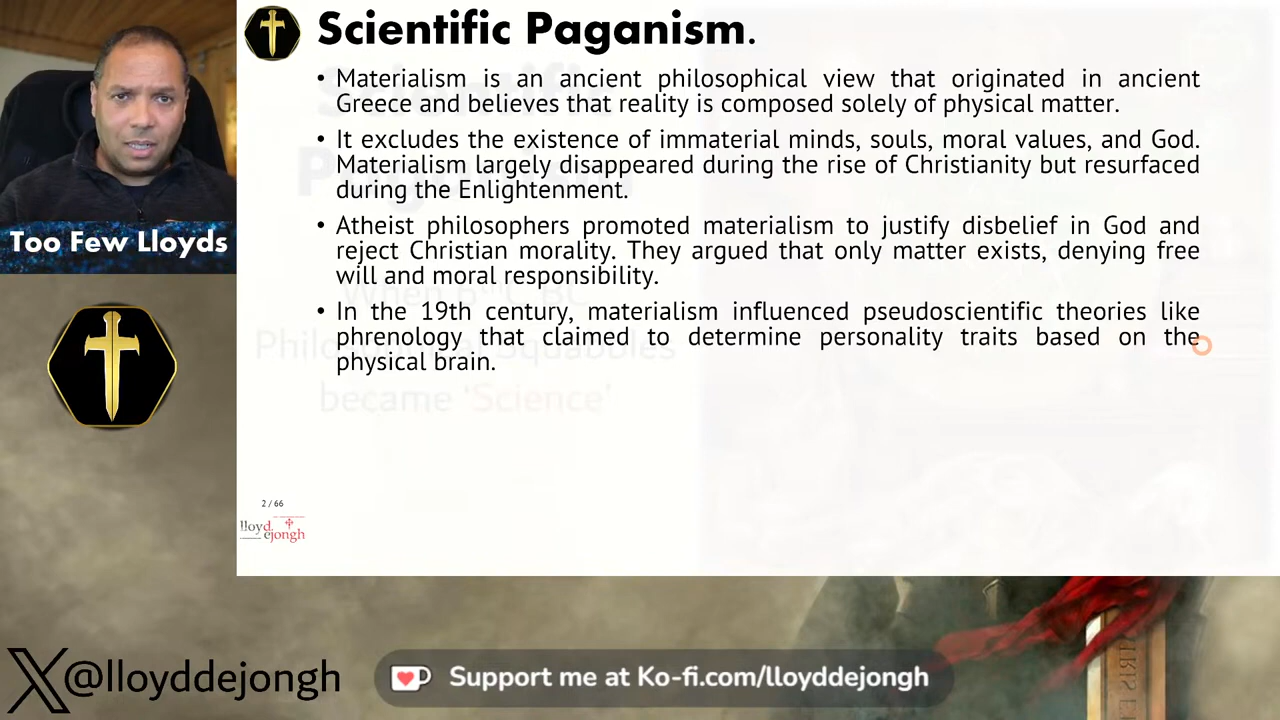 Scientific Paganism.
• Materialism is an ancient philosophical view that originated in ancient
Greece and believes that reality is composed solely of physical matter.
• It excludes the existence of immaterial minds, souls, moral values, and God.
Materialism largely disappeared during the rise of Christianity but resurfaced
during the Enlightenment.
• Atheist philosophers promoted materialism to justify disbelief in God and
reject Christian morality. They argued that only matter exists, denying free
will and moral responsibility.
• In the 19th century, materialism influenced pseudoscientific theories like
phrenology that claimed to determine personality traits based on the
physical brain.
became 'Science'
Too Few Lloyds
2 / 66
lloyd
ejongh
X@lloyddejongh
Support me at Ko-fi.com/lloyddejongh